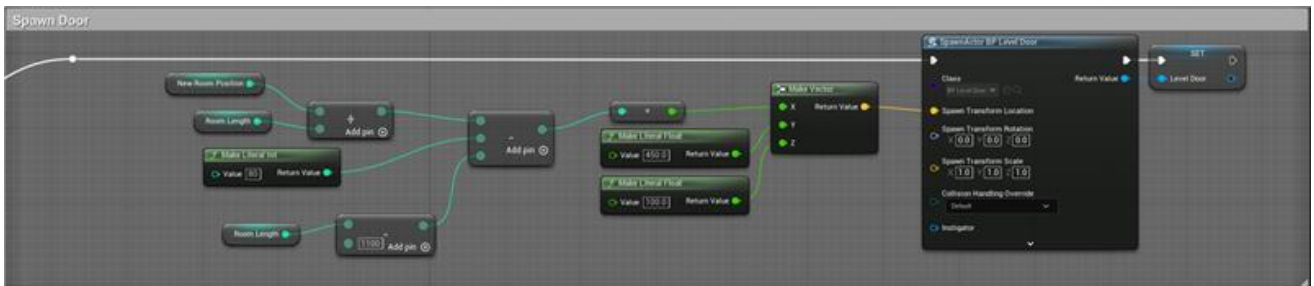 Spawn Door
New Room Position
Room Length
+
Add pin
Make Literal Int
Value 80 Return Value
Room Length
-
1100 Add pin
-
Add pin
Make Literal Float
Value 450.0 Return Value
Make Literal Float
Value 100.0 Return Value
Make Vector
X Return Value
Y
Z
SpawnActor BP Level Door
Class Return Value
BP Level Door
Spawn Transform Location
Spawn Transform Rotation
X 0.0 Y 0.0 Z 0.0
Spawn Transform Scale
X 1.0 Y 1.0 Z 1.0
Collision Handling Override
Default
Instigator
SET
Level Door